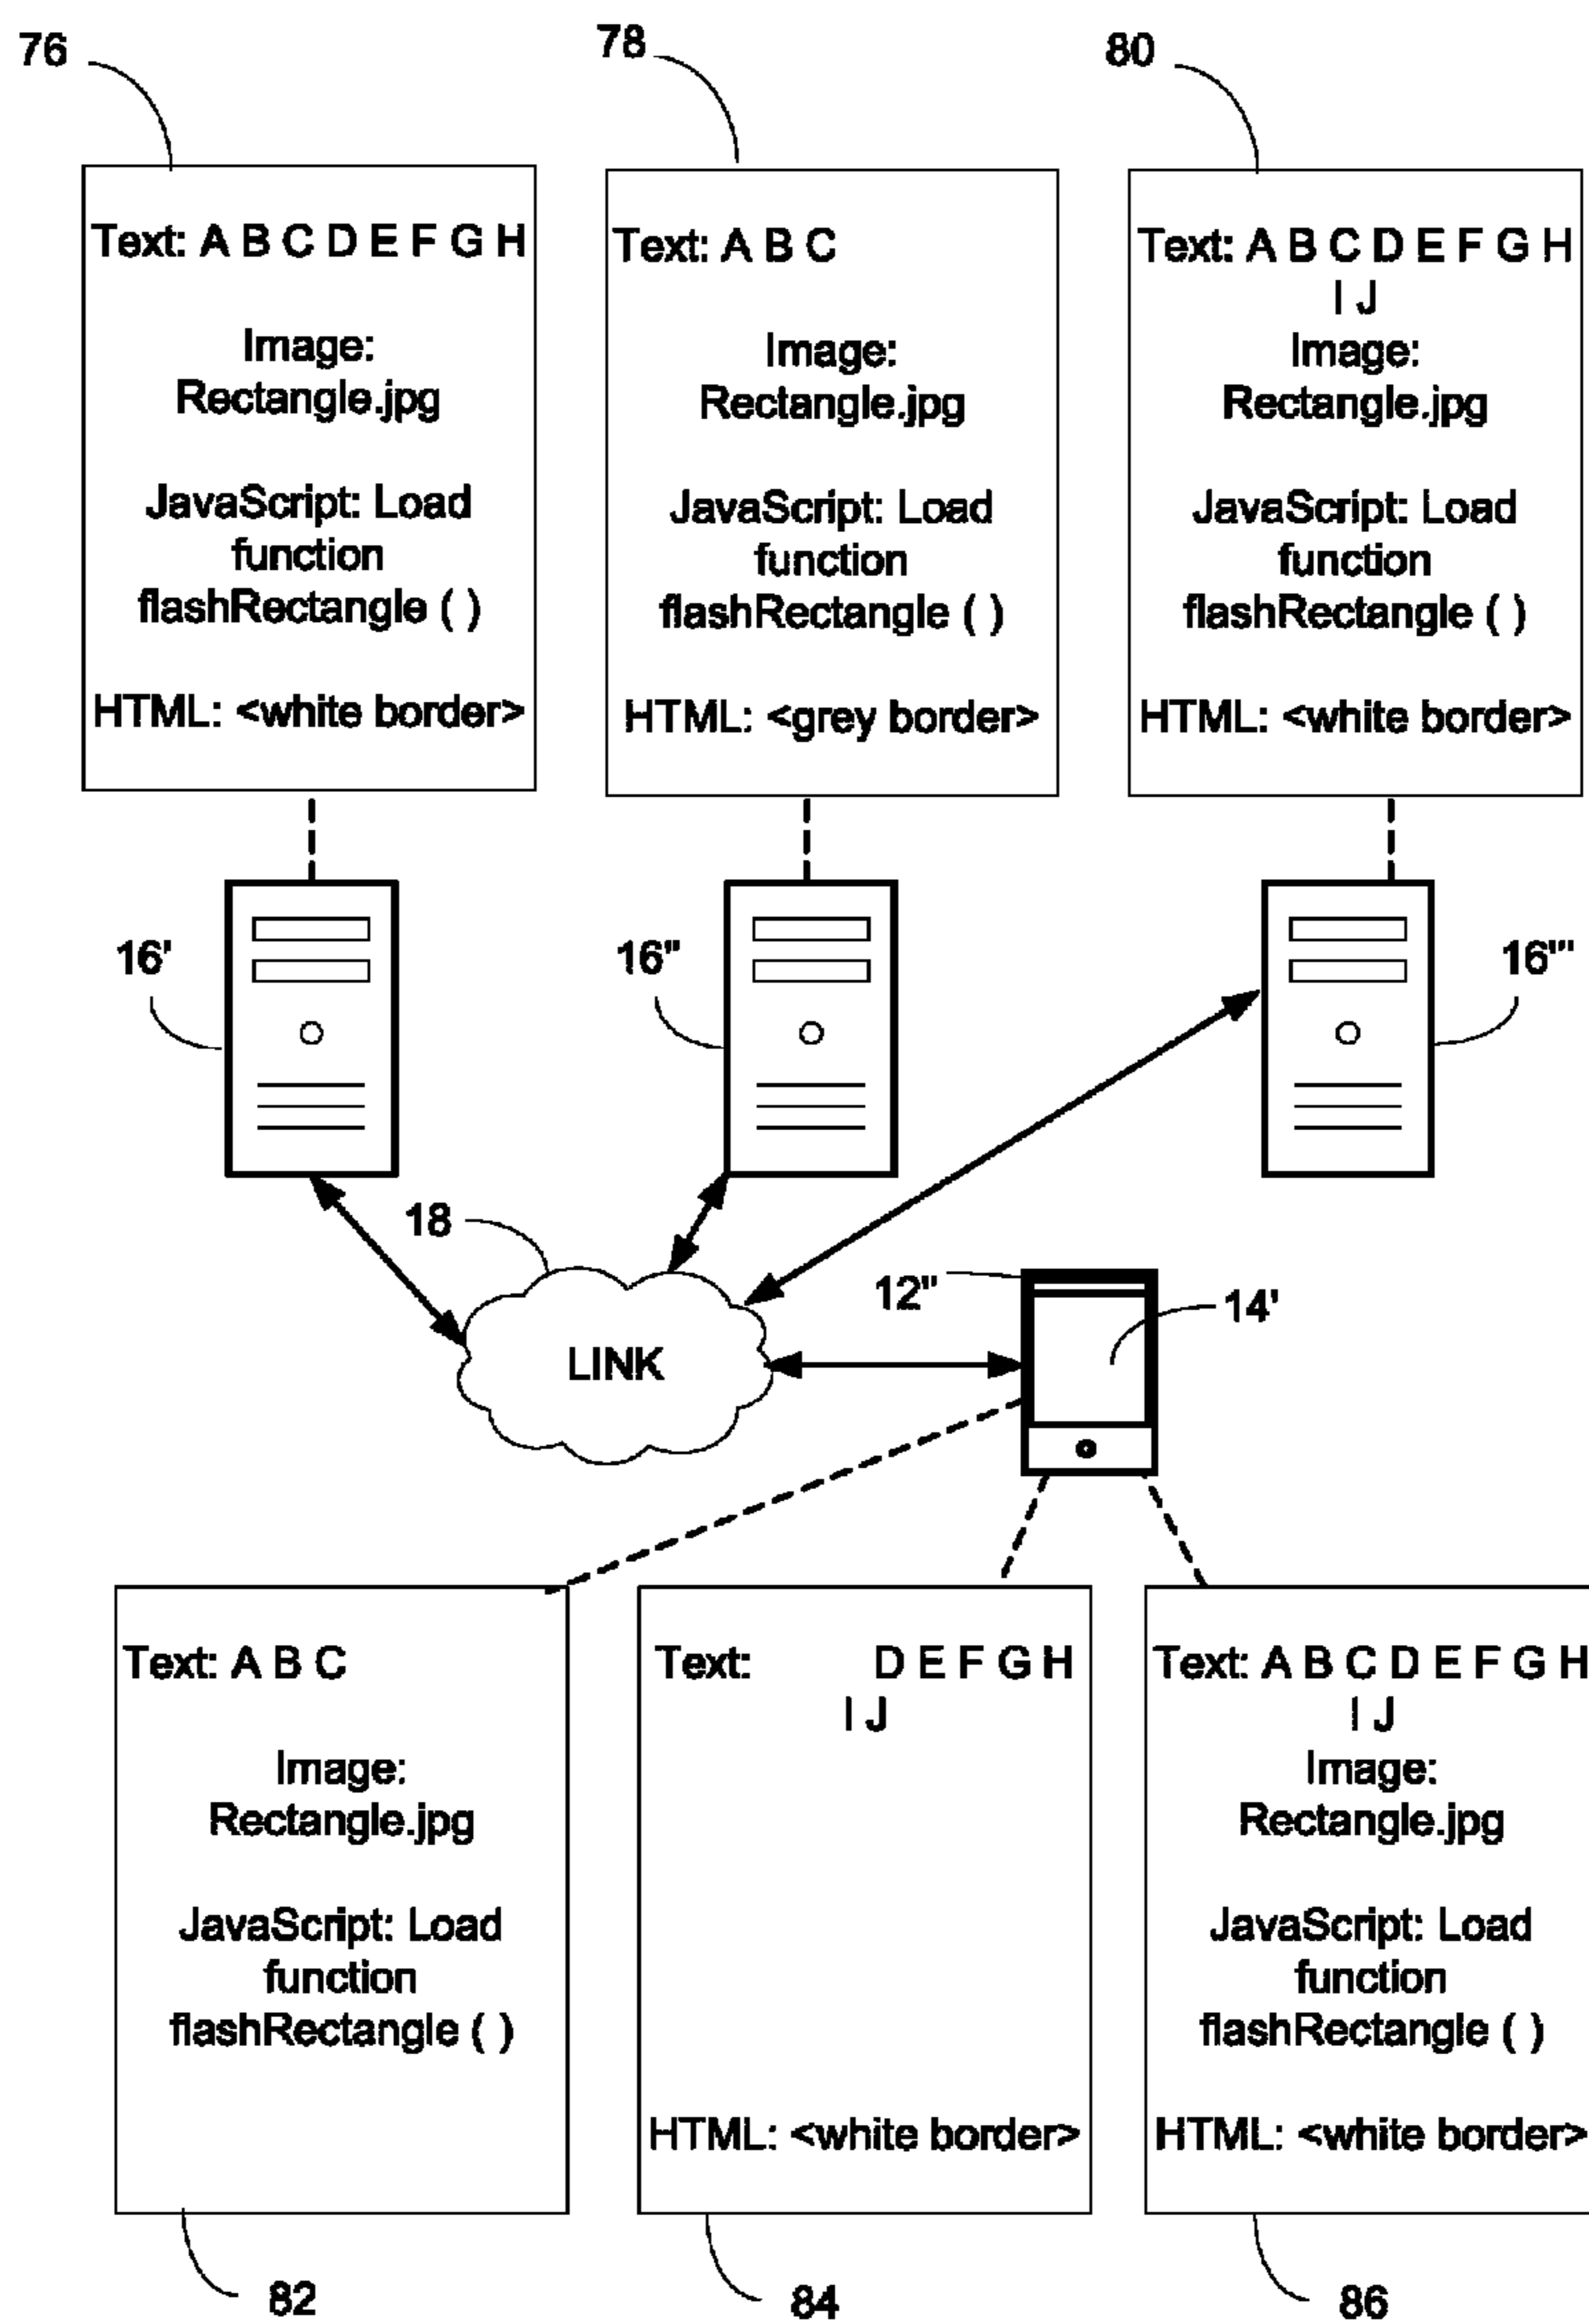 76
78
80
Text: A B C D E F G H
Image:
Rectangle.jpg
JavaScript: Load
function
flashRectangle ( )
HTML: <white border>
Text: A B C
Image:
Rectangle.jpg
JavaScript: Load
function
flashRectangle ( )
HTML: <grey border>
Text: A B C D E F G H
I J
Image:
Rectangle.jpg
JavaScript: Load
function
flashRectangle ( )
HTML: <white border>
16'
16"
16'"
18
12"
14'
LINK
Text: A B C
Image:
Rectangle.jpg
JavaScript: Load
function
flashRectangle ( )
Text: D E F G H
I J
HTML: <white border>
Text: A B C D E F G H
I J
Image:
Rectangle.jpg
JavaScript: Load
function
flashRectangle ( )
HTML: <white border>
82
84
86